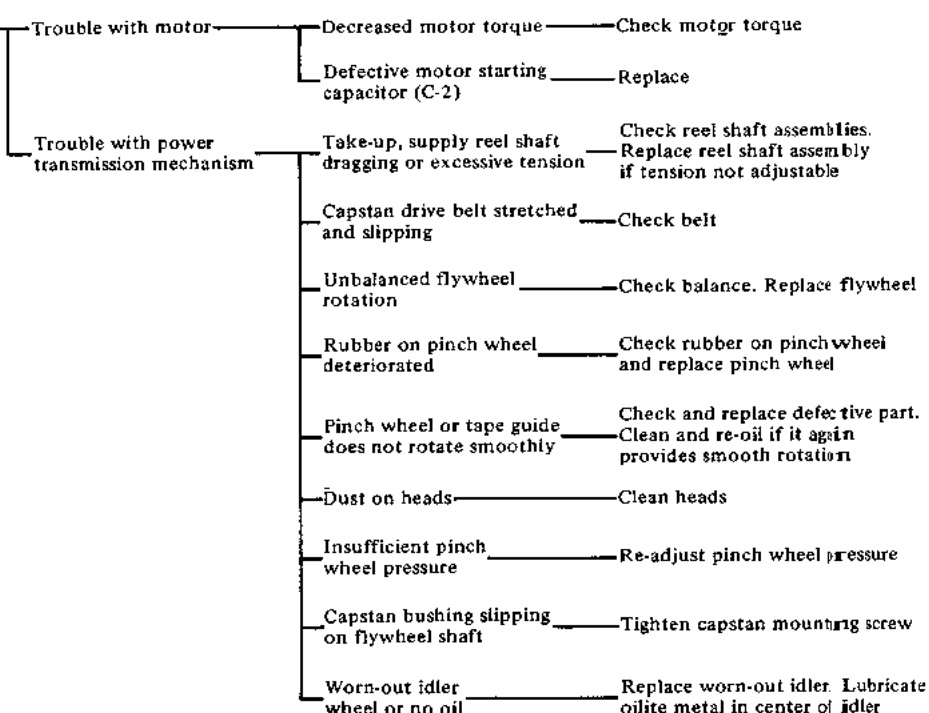 Trouble with motor
Decreased motor torque
Check motor torque
Defective motor starting
capacitor (C-2)
Replace
Trouble with power
transmission mechanism
Take-up, supply reel shaft
dragging or excessive tension
Check reel shaft assemblies.
Replace reel shaft assembly
if tension not adjustable
Capstan drive belt stretched
and slipping
Check belt
Unbalanced flywheel
rotation
Check balance. Replace flywheel
Rubber on pinch wheel
deteriorated
Check rubber on pinch wheel
and replace pinch wheel
Pinch wheel or tape guide
does not rotate smoothly
Check and replace defective part.
Clean and re-oil if it again
provides smooth rotation
Dust on heads
Clean heads
Insufficient pinch
wheel pressure
Re-adjust pinch wheel pressure
Capstan bushing slipping
on flywheel shaft
Tighten capstan mounting screw
Worn-out idler
wheel or no oil
Replace worn-out idler. Lubricate
oilite metal in center of idler